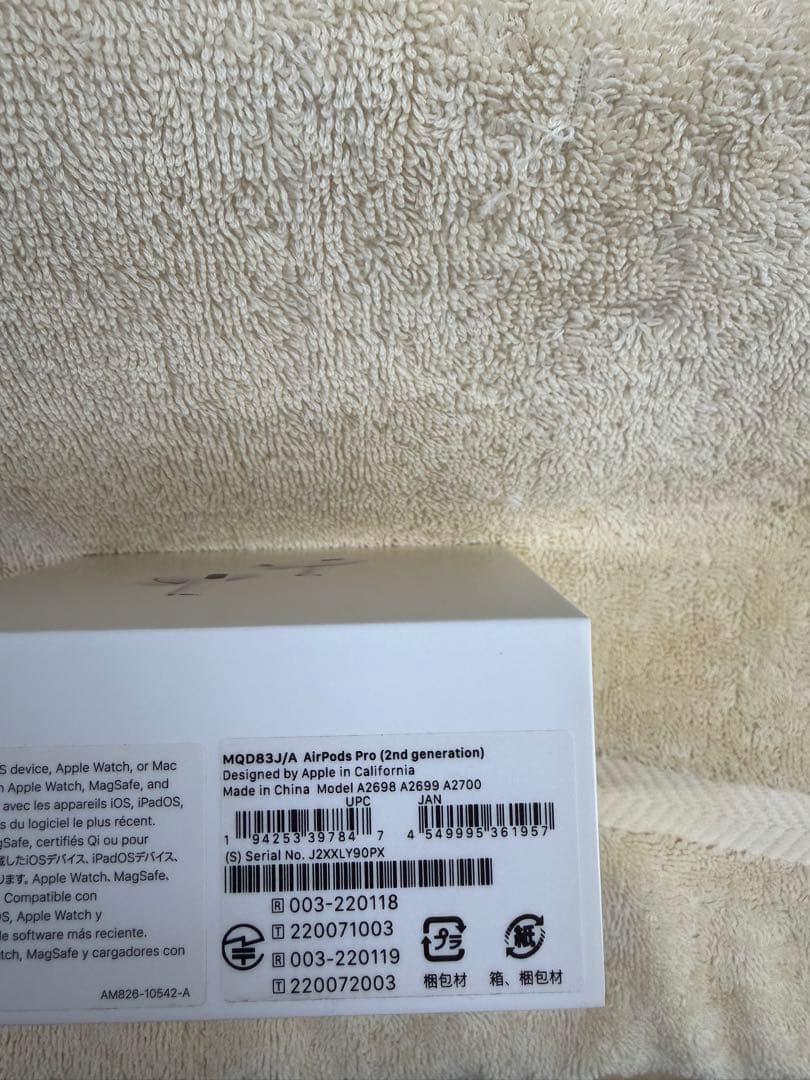 S device, Apple Watch, or Mac
n Apple Watch, MagSafe, and
avec les appareils iOS, iPadOS,
s du logiciel le plus récent.
gSafe, certifiés Qi ou pour
載したiOSデバイス、iPadOSデバイス、
ります。Apple Watch、MagSafe、
Compatible con
S, Apple Watch y
le software más reciente.
tch, MagSafe y cargadores con
AM826-10542-A
MQD83J/A AirPods Pro (2nd generation)
Designed by Apple in California
Made in China Model A2698 A2699 A2700
UPC JAN
1 94253 39784 7 4 549995 361957
(S) Serial No. J2XXLY90PX
R 003-220118
T 220071003
R 003-220119
T 220072003
プラ 紙
梱包材 箱、梱包材